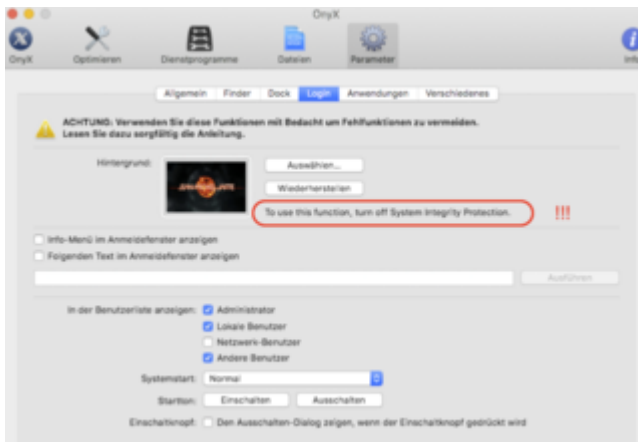 OnyX
OnyX Optimieren Dienstprogramme Dateien Parameter Info
Allgemein Finder Dock Login Anwendungen Verschiedenes
ACHTUNG: Verwenden Sie diese Funktionen mit Bedacht um Fehlfunktionen zu vermeiden.
Lesen Sie dazu sorgfältig die Anleitung.
Hintergrund: Auswählen...
Wiederherstellen
To use this function, turn off System Integrity Protection. !!!
Info-Menü im Anmeldefenster anzeigen
Folgenden Text im Anmeldefenster anzeigen
Ausführen
In der Benutzerliste anzeigen: Administrator
Lokale Benutzer
Netzwerk-Benutzer
Andere Benutzer
Systemstart: Normal
Startton: Einschalten Ausschalten
Einschaltknopf: Den Ausschalten-Dialog zeigen, wenn der Einschaltknopf gedrückt wird